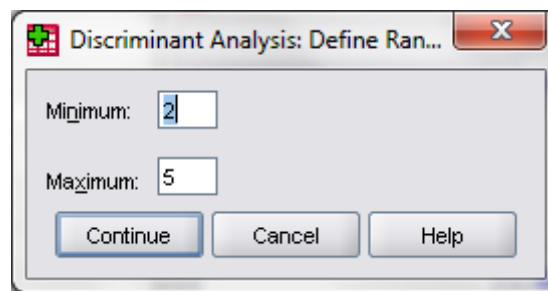 Discriminant Analysis: Define Ran...
Minimum: 2
Maximum: 5
Continue Cancel Help